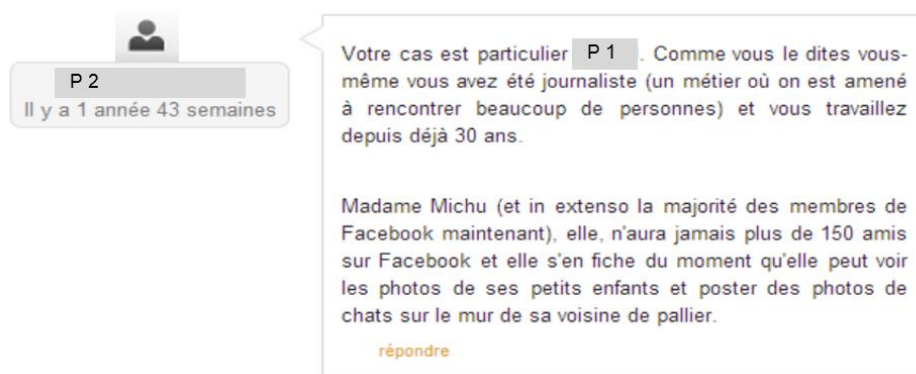 P 2
Il y a 1 année 43 semaines
Votre cas est particulier P 1 . Comme vous le dites vous-
même vous avez été journaliste (un métier où on est amené
à rencontrer beaucoup de personnes) et vous travaillez
depuis déjà 30 ans.
Madame Michu (et in extenso la majorité des membres de
Facebook maintenant), elle, n'aura jamais plus de 150 amis
sur Facebook et elle s'en fiche du moment qu'elle peut voir
les photos de ses petits enfants et poster des photos de
chats sur le mur de sa voisine de pallier.
répondre